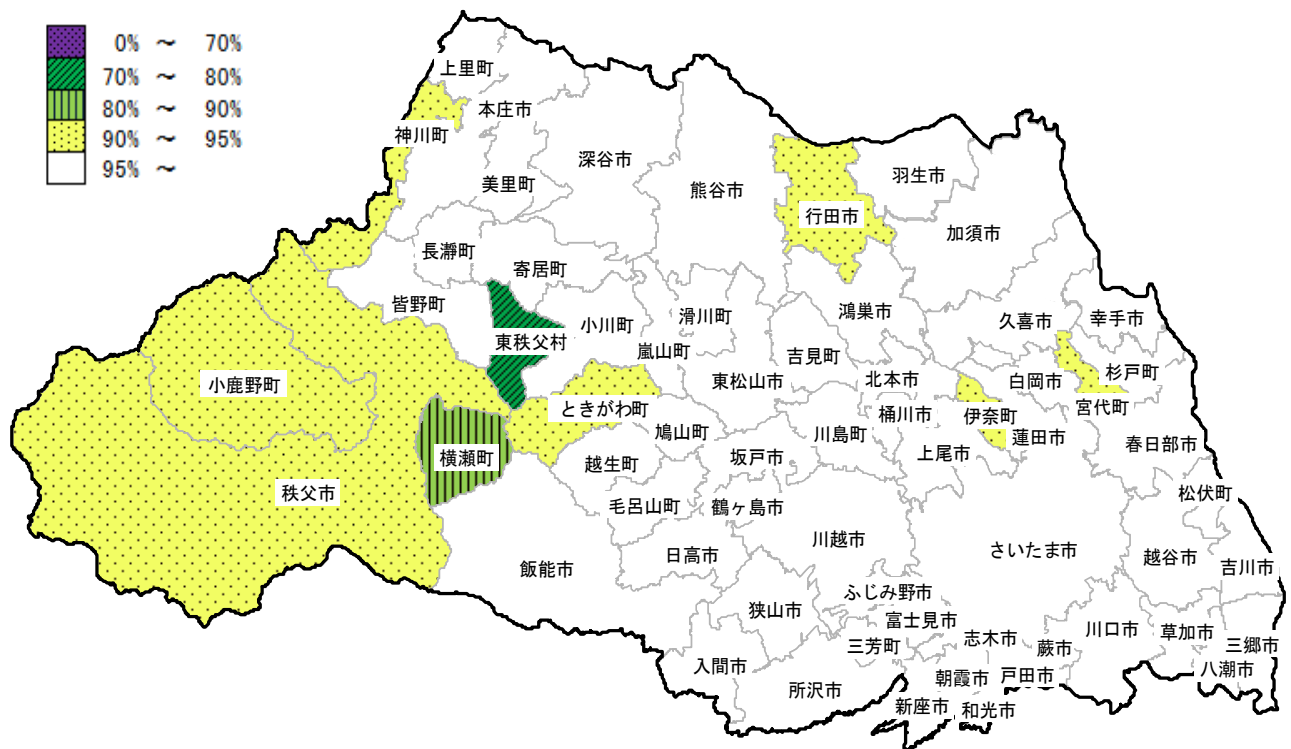 0% ～ 70%
70% ～ 80%
80% ～ 90%
90% ～ 95%
95% ～
上里町
本庄市
神川町
深谷市
美里町
熊谷市
羽生市
行田市
加須市
長瀞町
寄居町
皆野町
小川町
滑川町
鴻巣市
久喜市
幸手市
東秩父村
嵐山町
吉見町
杉戸町
小鹿野町
東松山市
北本市
白岡市
ときがわ町
桶川市
伊奈町
宮代町
鳩山町
川島町
蓮田市
春日部市
横瀬町
越生町
坂戸市
上尾市
秩父市
毛呂山町
鶴ヶ島市
松伏町
川越市
さいたま市
日高市
越谷市
飯能市
吉川市
ふじみ野市
狭山市
富士見市
志木市
川口市
草加市
三芳町
蕨市
三郷市
入間市
朝霞市
戸田市
八潮市
所沢市
新座市
和光市